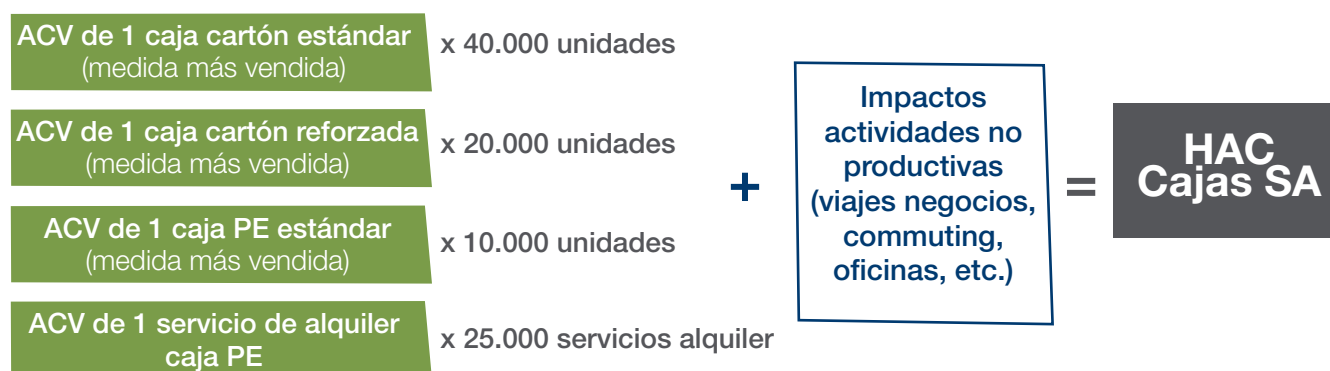 ACV de 1 caja cartón estándar
(medida más vendida)
x 40.000 unidades
ACV de 1 caja cartón reforzada
(medida más vendida)
x 20.000 unidades
ACV de 1 caja PE estándar
(medida más vendida)
x 10.000 unidades
ACV de 1 servicio de alquiler
caja PE
x 25.000 servicios alquiler
+
Impactos
actividades no
productivas
(viajes negocios,
commuting,
oficinas, etc.)
=
HAC
Cajas SA